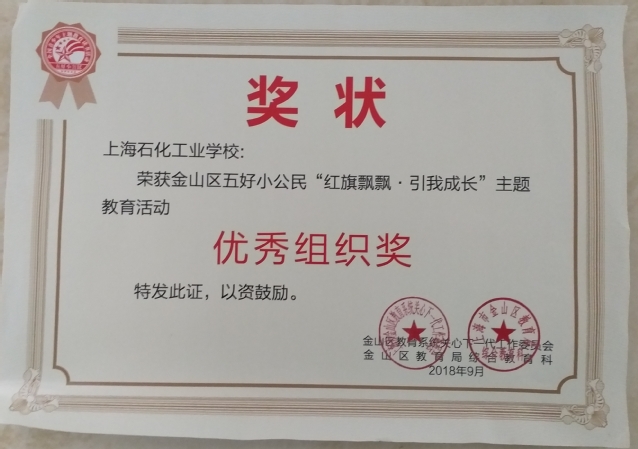 奖状
上海石化工业学校:
荣获金山区五好小公民“红旗飘飘·引我成长”主题
教育活动
优秀组织奖
特发此证，以资鼓励。
金山区教育系统关心下一代工作委员会
金山区教育局综合教育科
2018年9月